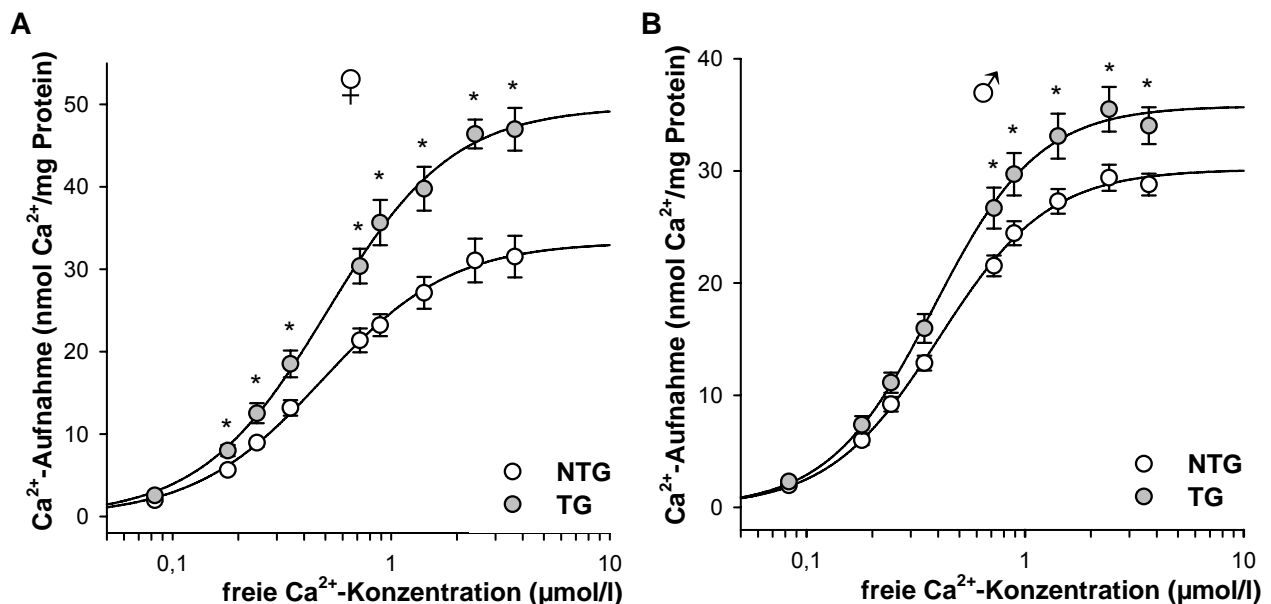 A
Ca²⁺-Aufnahme (nmol Ca²⁺/mg Protein)
50
40
30
20
10
0
♀
* * * * * * * *
NTG
TG
0,1
1
10
freie Ca²⁺-Konzentration (µmol/l)
B
Ca²⁺-Aufnahme (nmol Ca²⁺/mg Protein)
40
30
20
10
0
♂
* * * * *
NTG
TG
0,1
1
10
freie Ca²⁺-Konzentration (µmol/l)